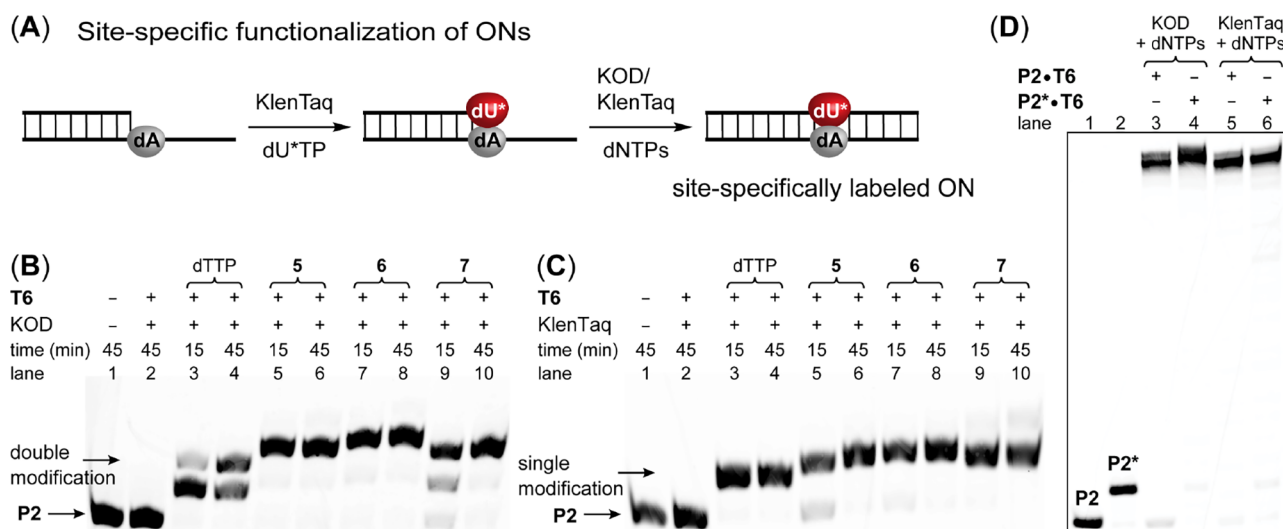 (A) Site-specific functionalization of ONs
dA
KlenTaq
dU*TP
dU*
dA
KOD/
KlenTaq
dNTPs
dU*
dA
site-specifically labeled ON
(B)
dTTP 5 6 7
T6 – + + + + + + + + +
KOD – + + + + + + + + +
time (min) 45 45 15 45 15 45 15 45 15 45
lane 1 2 3 4 5 6 7 8 9 10
double
modification
P2
(C)
dTTP 5 6 7
T6 – + + + + + + + + +
KlenTaq – + + + + + + + + +
time (min) 45 45 15 45 15 45 15 45 15 45
lane 1 2 3 4 5 6 7 8 9 10
single
modification
P2
(D)
KOD KlenTaq
+ dNTPs + dNTPs
P2•T6 + – + –
P2*•T6 – + – +
lane 1 2 3 4 5 6
P2*
P2